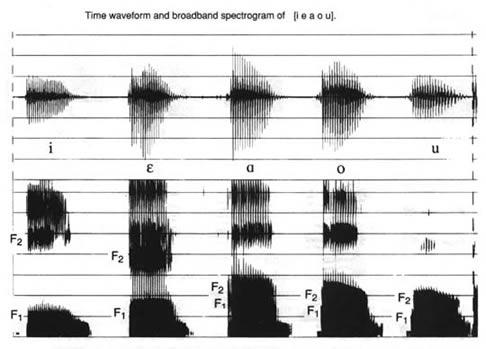 Time waveform and broadband spectrogram of [i e a o u].
i ɛ ɑ o u
F₂ F₂ F₂ F₂ F₂
F₁ F₁ F₁ F₁ F₁